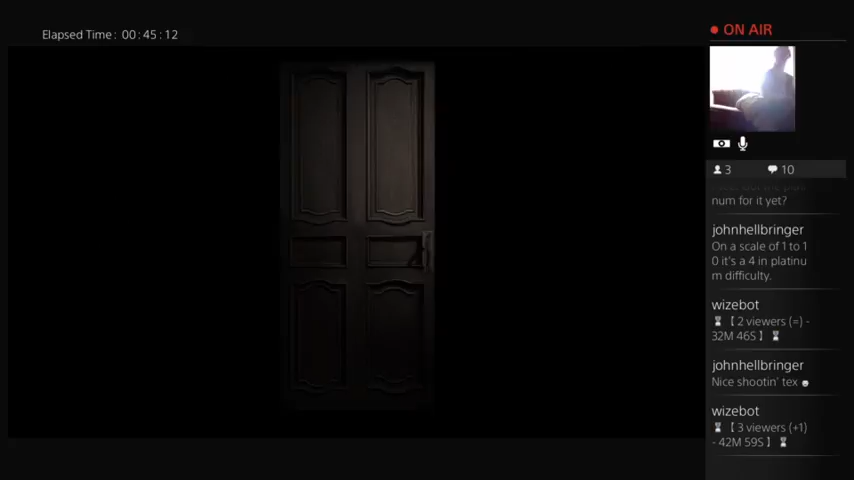 Elapsed Time: 00:45:12
ON AIR
3 10
num for it yet?
johnhellbringer
On a scale of 1 to 1
0 it's a 4 in platinu
m difficulty.
wizebot
[ 2 viewers (=) -
32M 46S ]
johnhellbringer
Nice shootin' tex
wizebot
[ 3 viewers (+1)
- 42M 59S ]